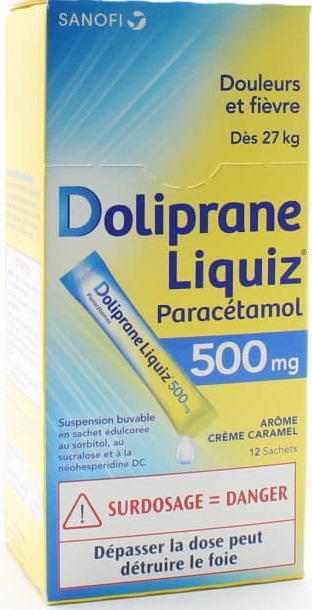 SANOFI
Douleurs
et fièvre
Dès 27 kg
Doliprane
Liquiz®
Paracétamol
500 mg
Doliprane Liquiz 500 mg
Paracétamol
Suspension buvable
en sachet édulcorée
au sorbitol, au
sucralose et à la
néohespéridine DC
ARÔME
CRÈME CARAMEL
12 Sachets
SURDOSAGE = DANGER
Dépasser la dose peut
détruire le foie